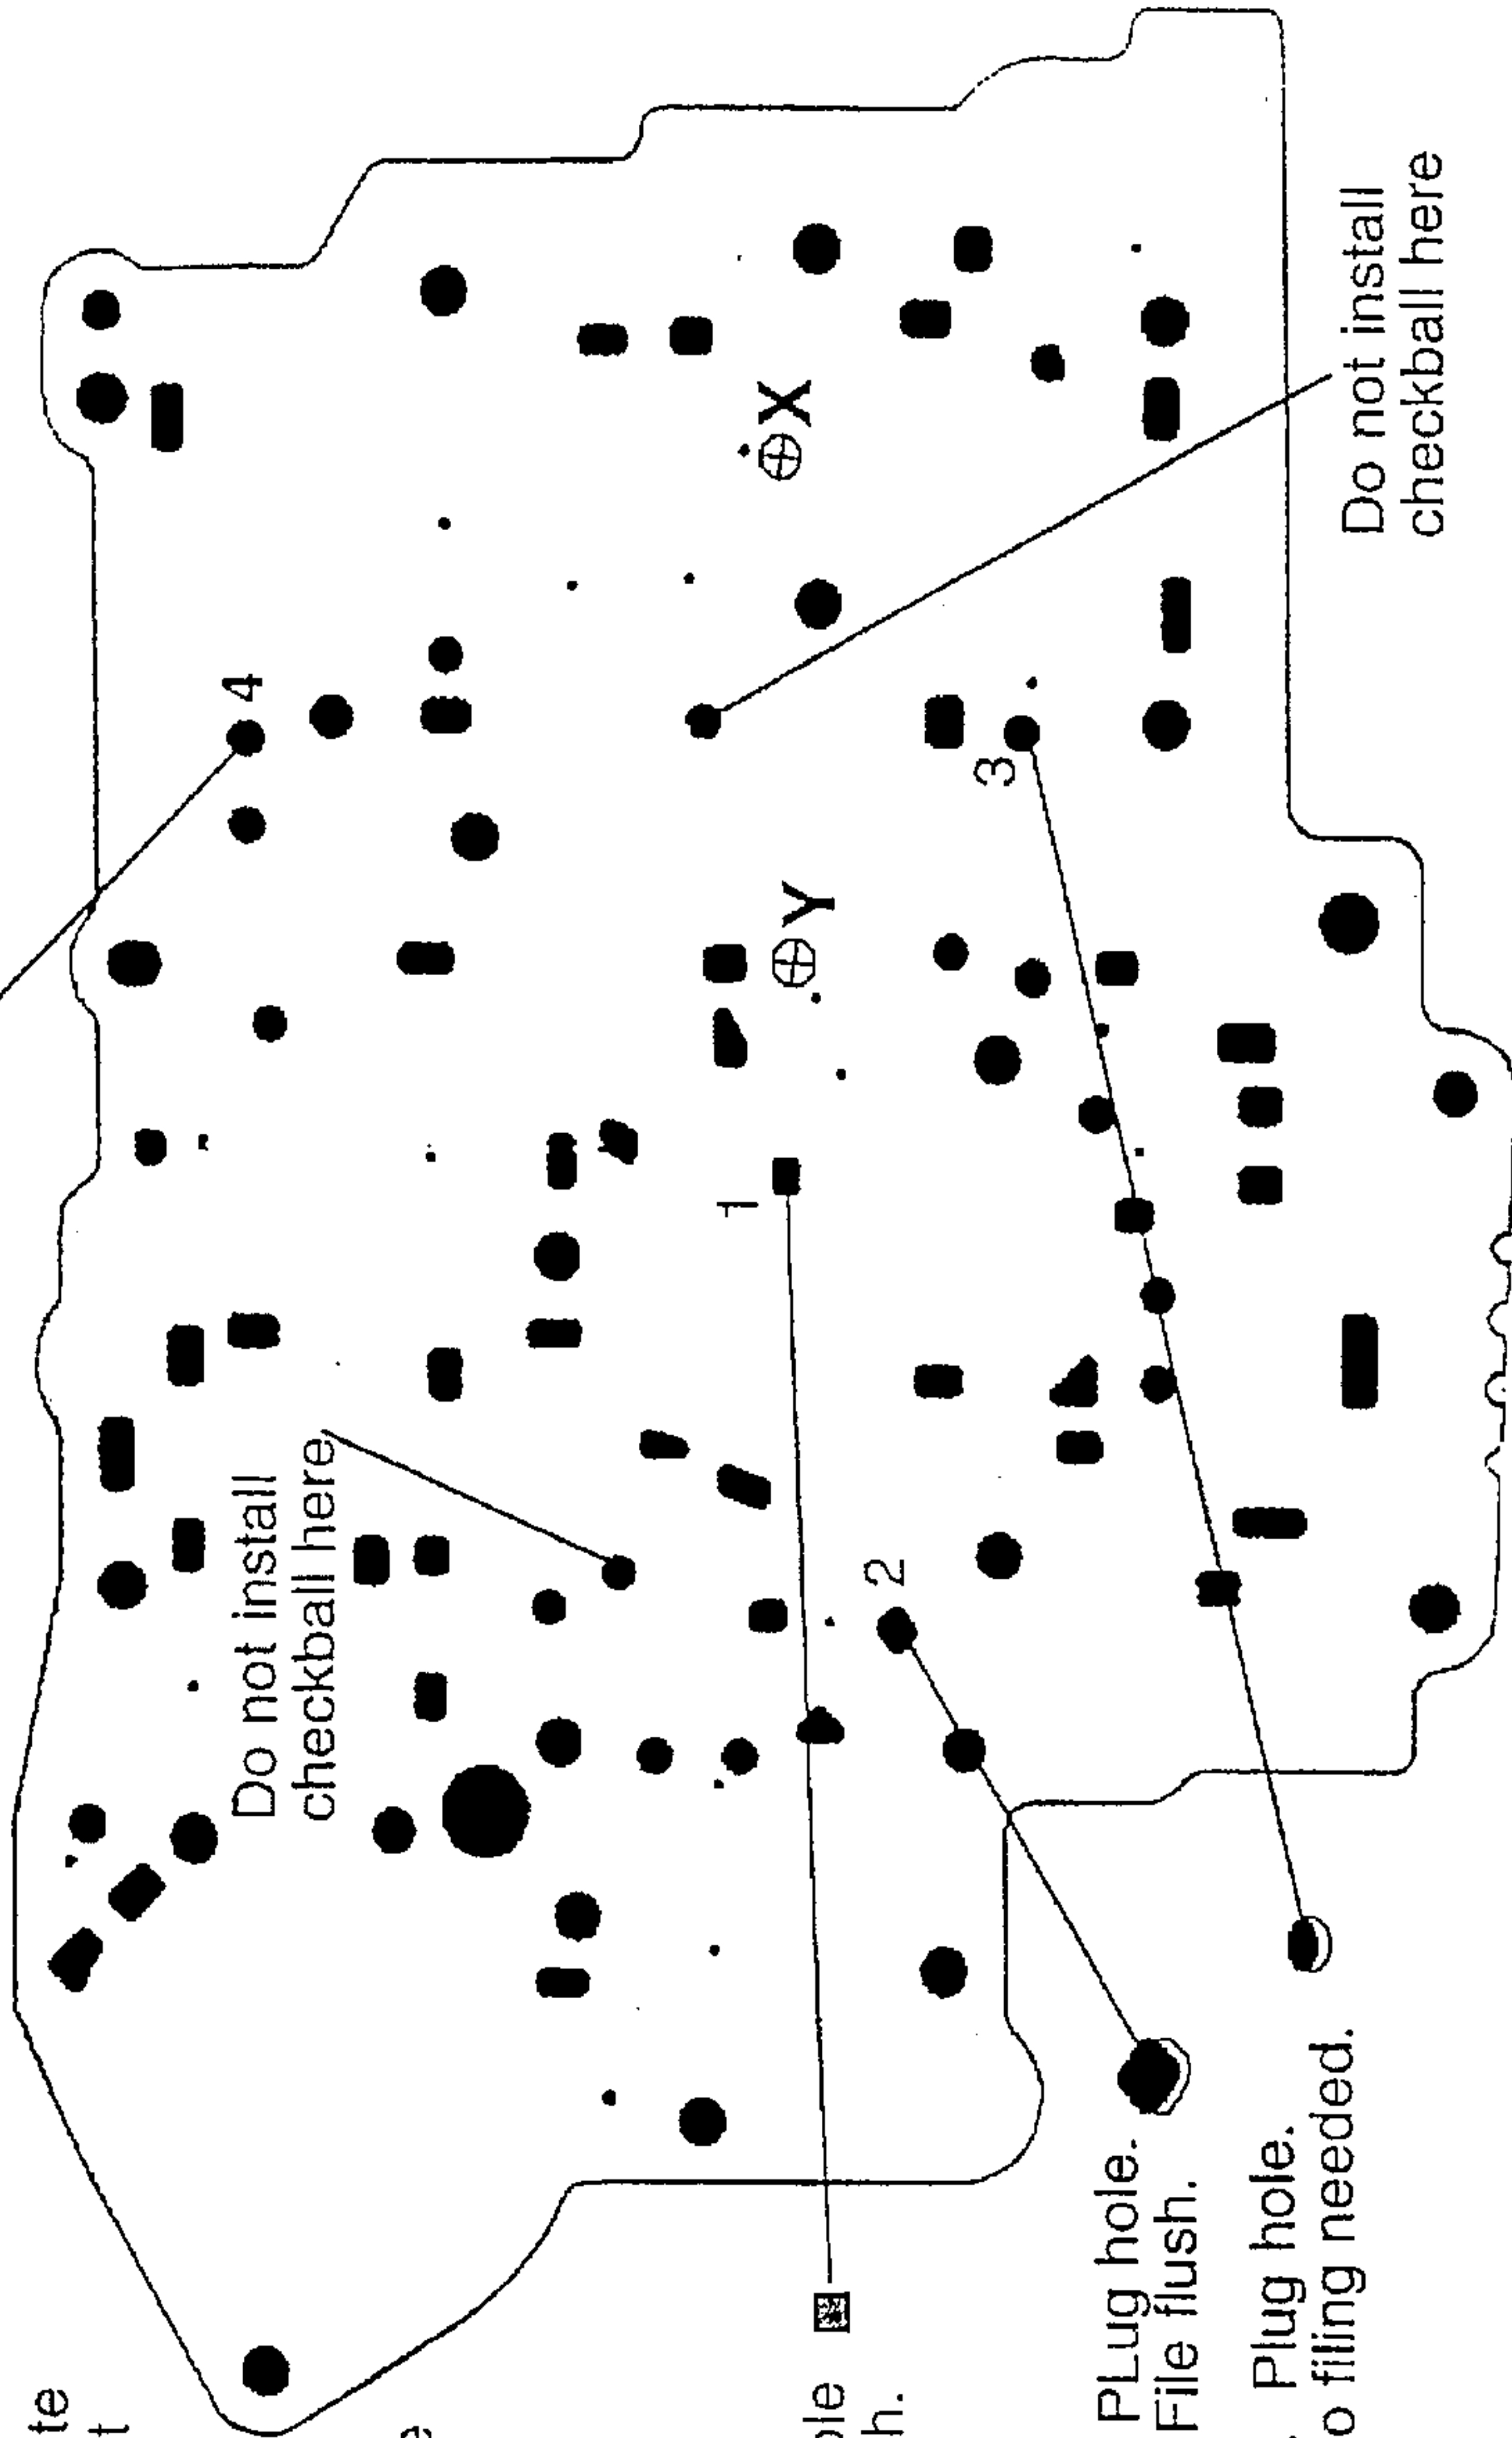 te
t
4
Do not install
checkball here
X
Y
1
3
Do not install
checkball here
2
PLug hole.
File flush.
Plug hole.
filing needed.